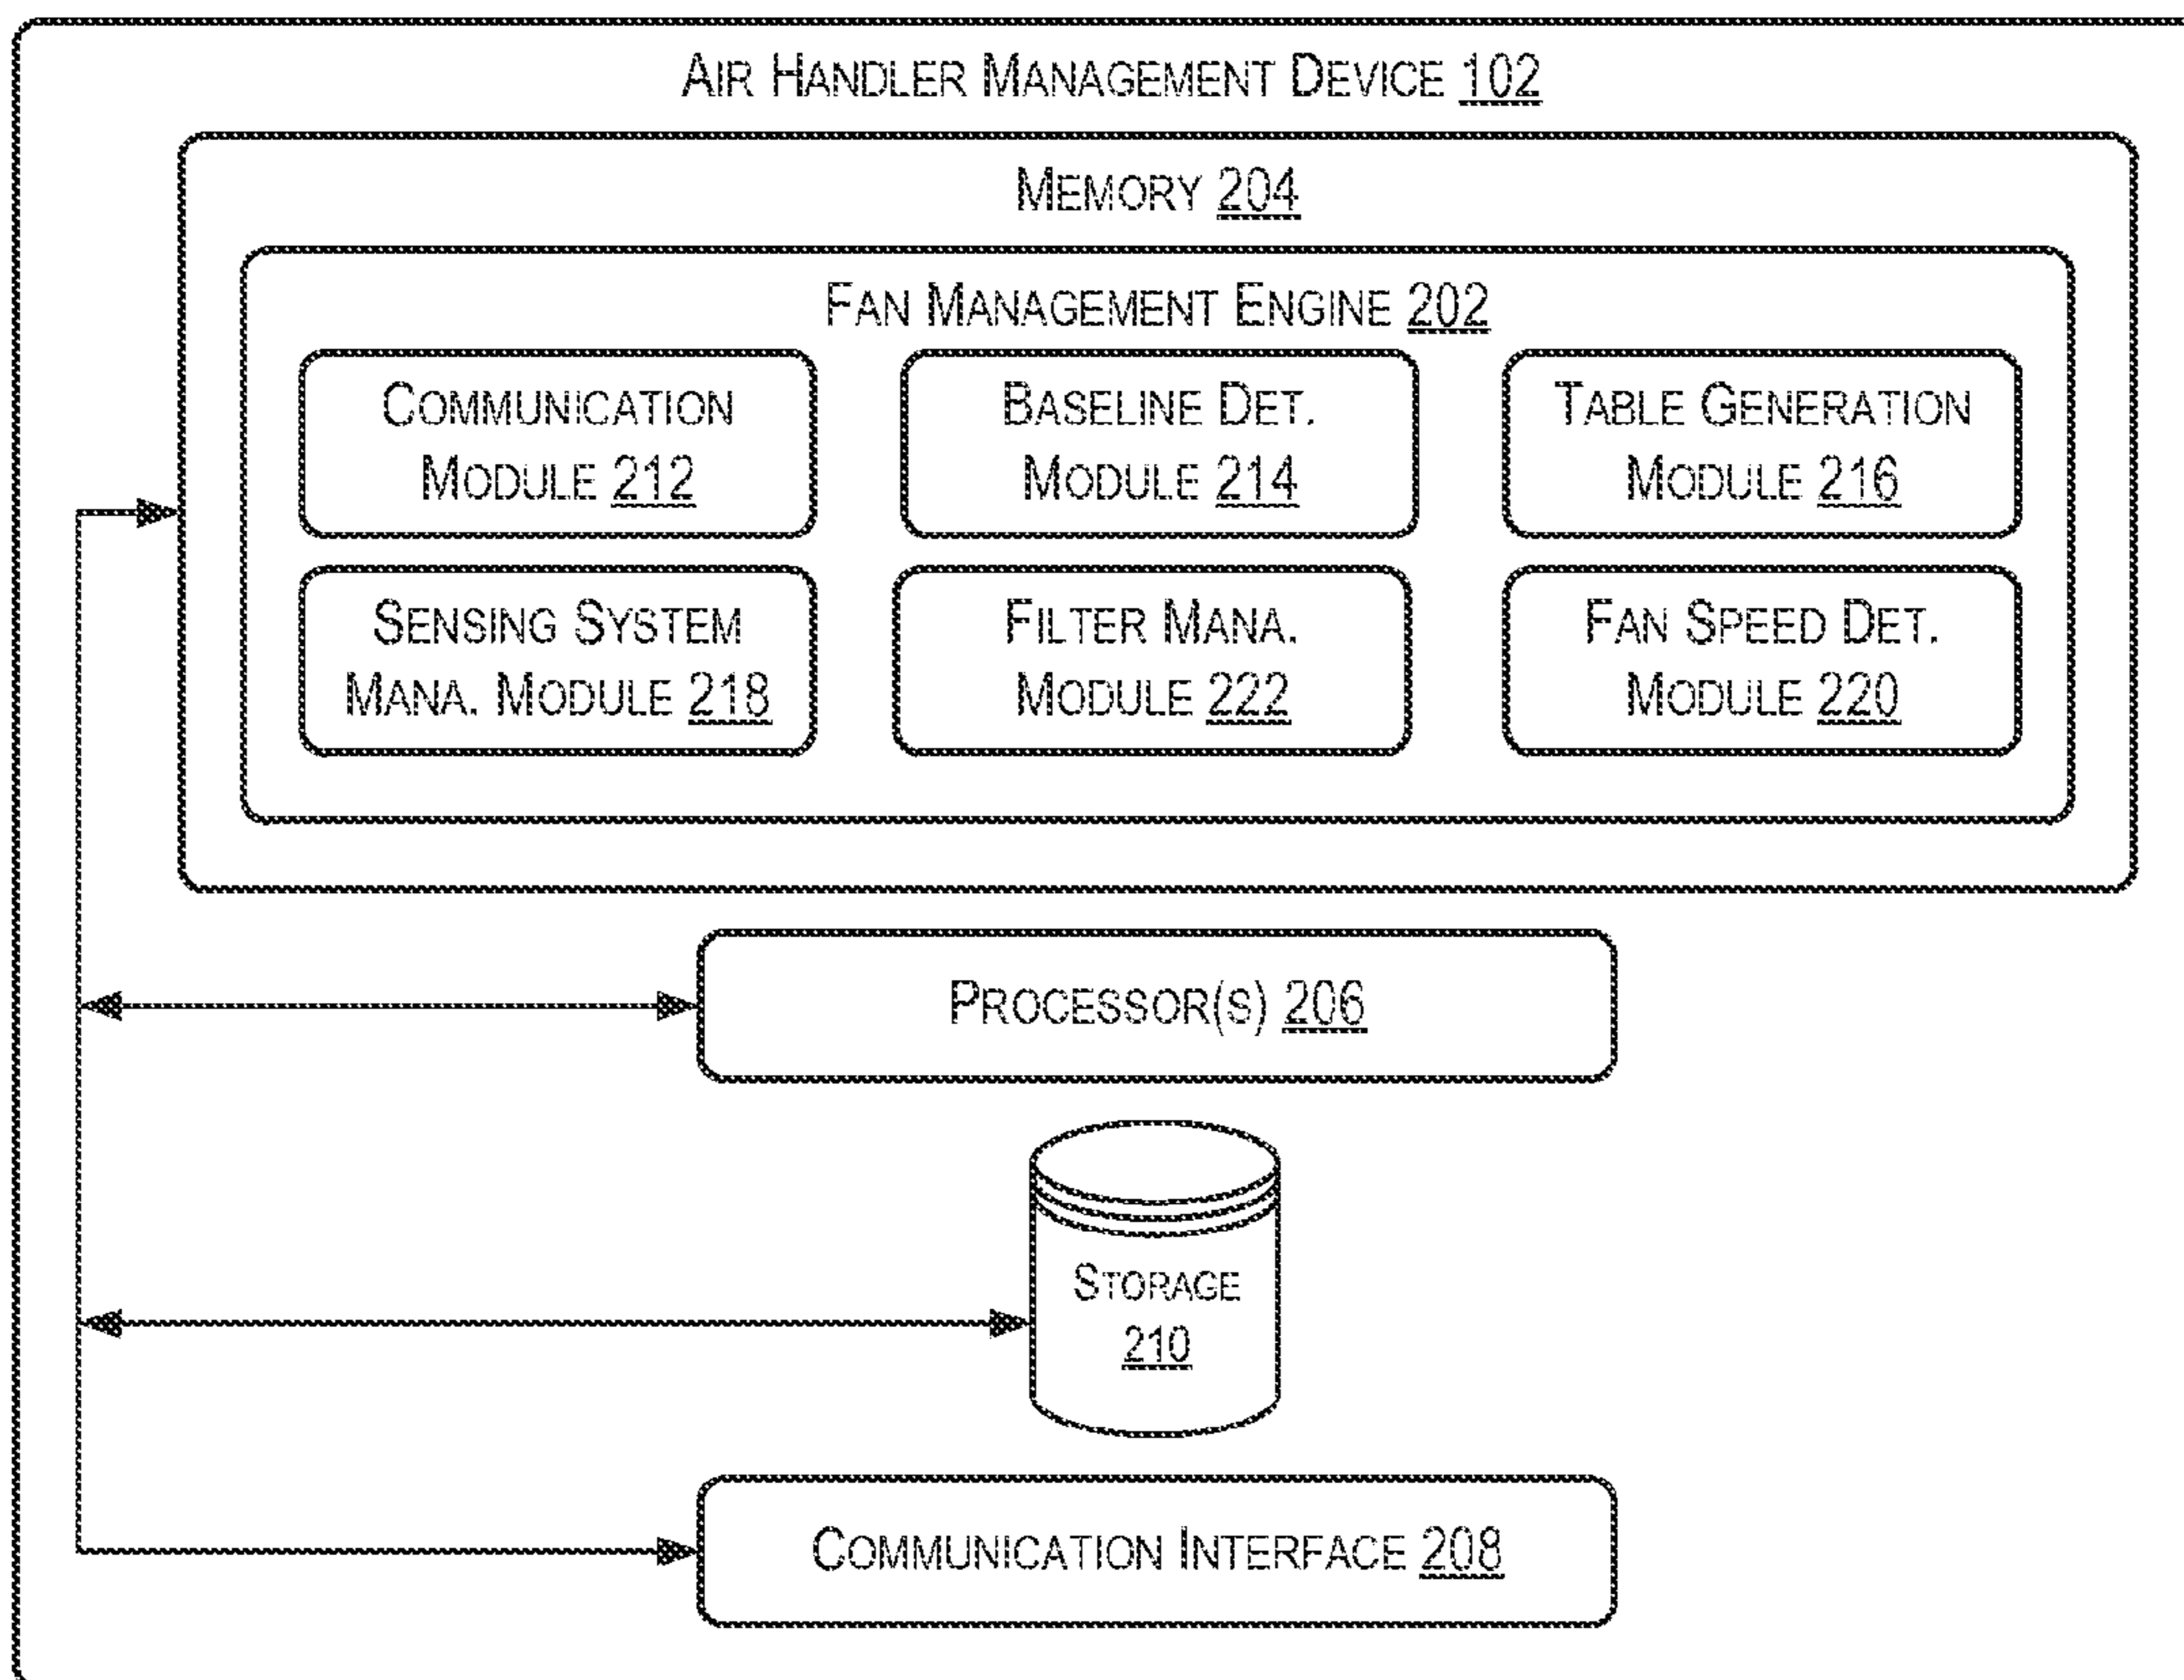 AIR HANDLER MANAGEMENT DEVICE 102
MEMORY 204
FAN MANAGEMENT ENGINE 202
COMMUNICATION
MODULE 212
BASELINE DET.
MODULE 214
TABLE GENERATION
MODULE 216
SENSING SYSTEM
MANA. MODULE 218
FILTER MANA.
MODULE 222
FAN SPEED DET.
MODULE 220
PROCESSOR(S) 206
STORAGE
210
COMMUNICATION INTERFACE 208